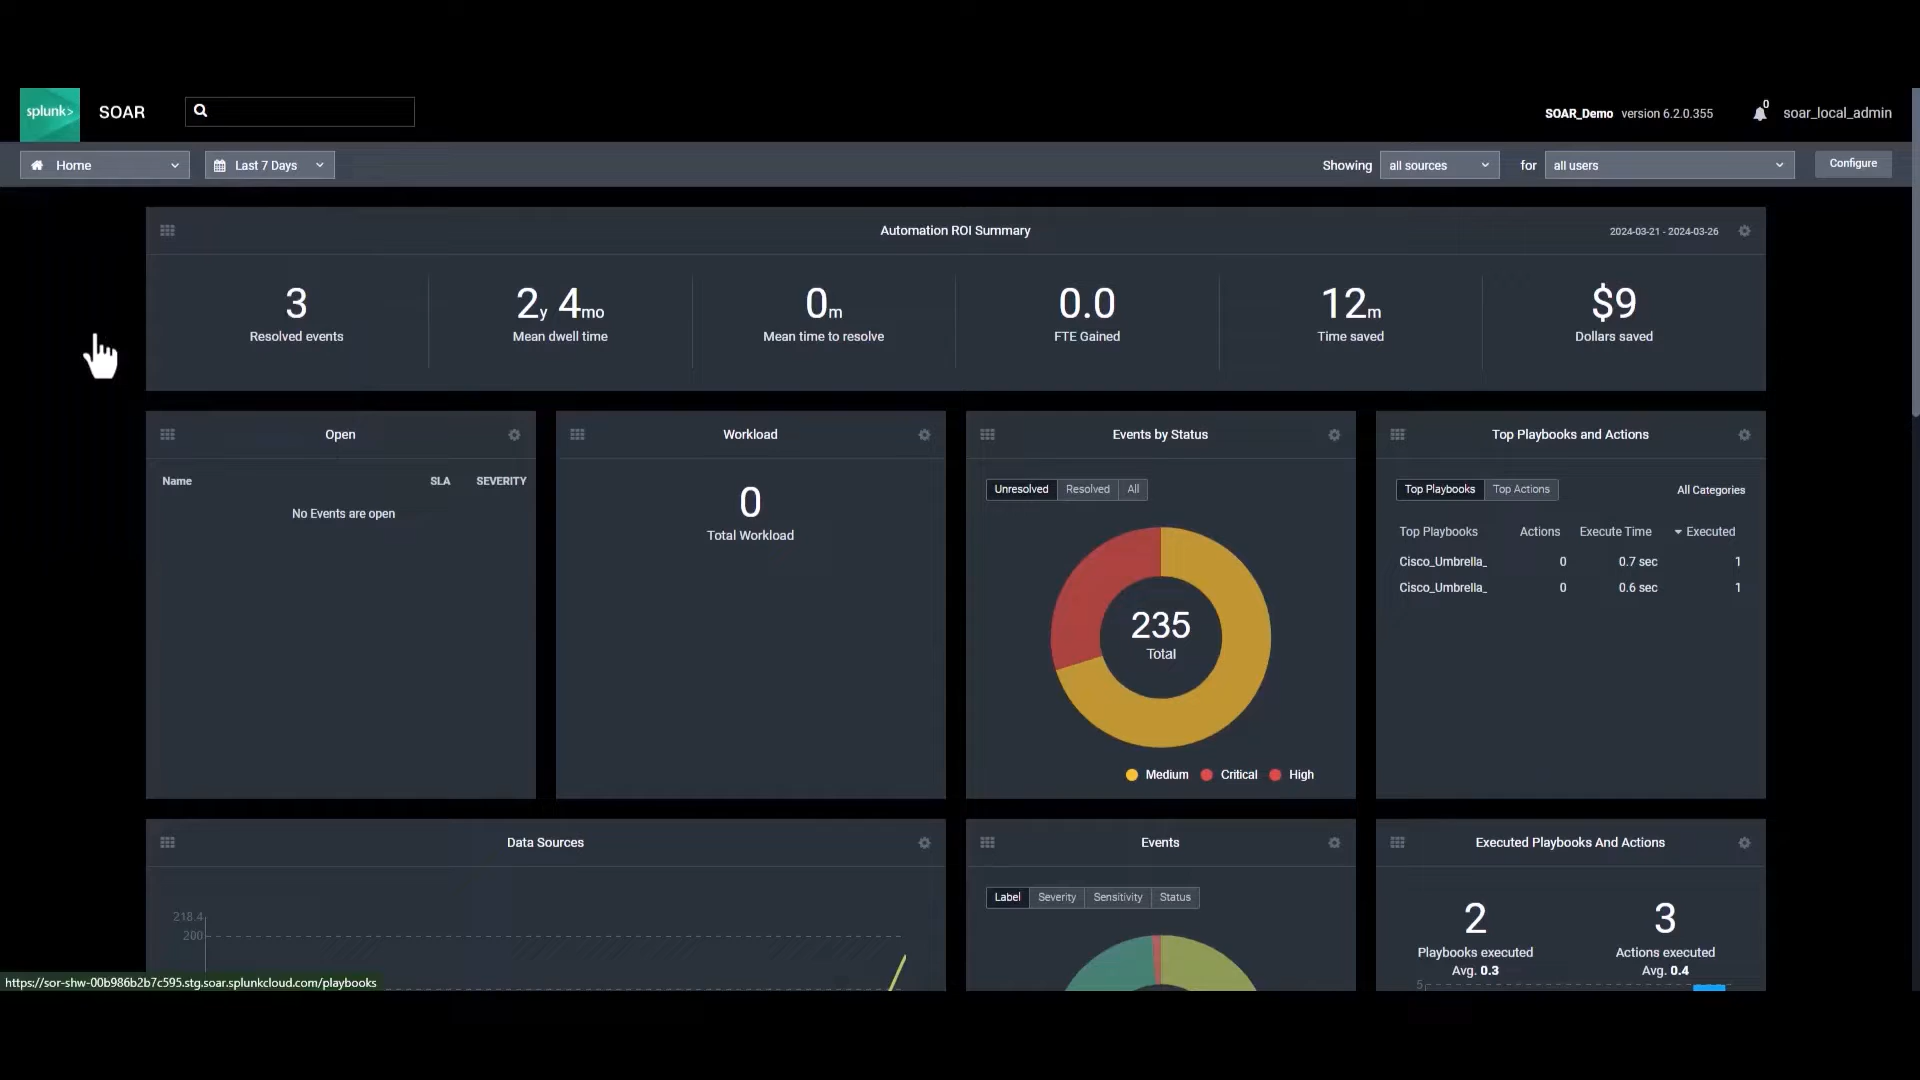 splunk> SOAR
SOAR_Demo version 6.2.0.355 0 soar_local_admin
Home Last 7 Days Showing all sources for all users Configure
Automation ROI Summary 2024-03-21 - 2024-03-26
3 2y 4mo 0m 0.0 12m $9
Resolved events Mean dwell time Mean time to resolve FTE Gained Time saved Dollars saved
Open
Name SLA SEVERITY
No Events are open
Workload
0
Total Workload
Events by Status
Unresolved Resolved All
235
Total
Medium Critical High
Top Playbooks and Actions
Top Playbooks Top Actions All Categories
Top Playbooks Actions Execute Time Executed
Cisco_Umbrella_ 0 0.7 sec 1
Cisco_Umbrella_ 0 0.6 sec 1
Data Sources
218.4
200
Events
Label Severity Sensitivity Status
Executed Playbooks And Actions
2 3
Playbooks executed Actions executed
Avg. 0.3 Avg. 0.4
5
https://sor-shw-00b986b2b7c595.stg.soar.splunkcloud.com/playbooks